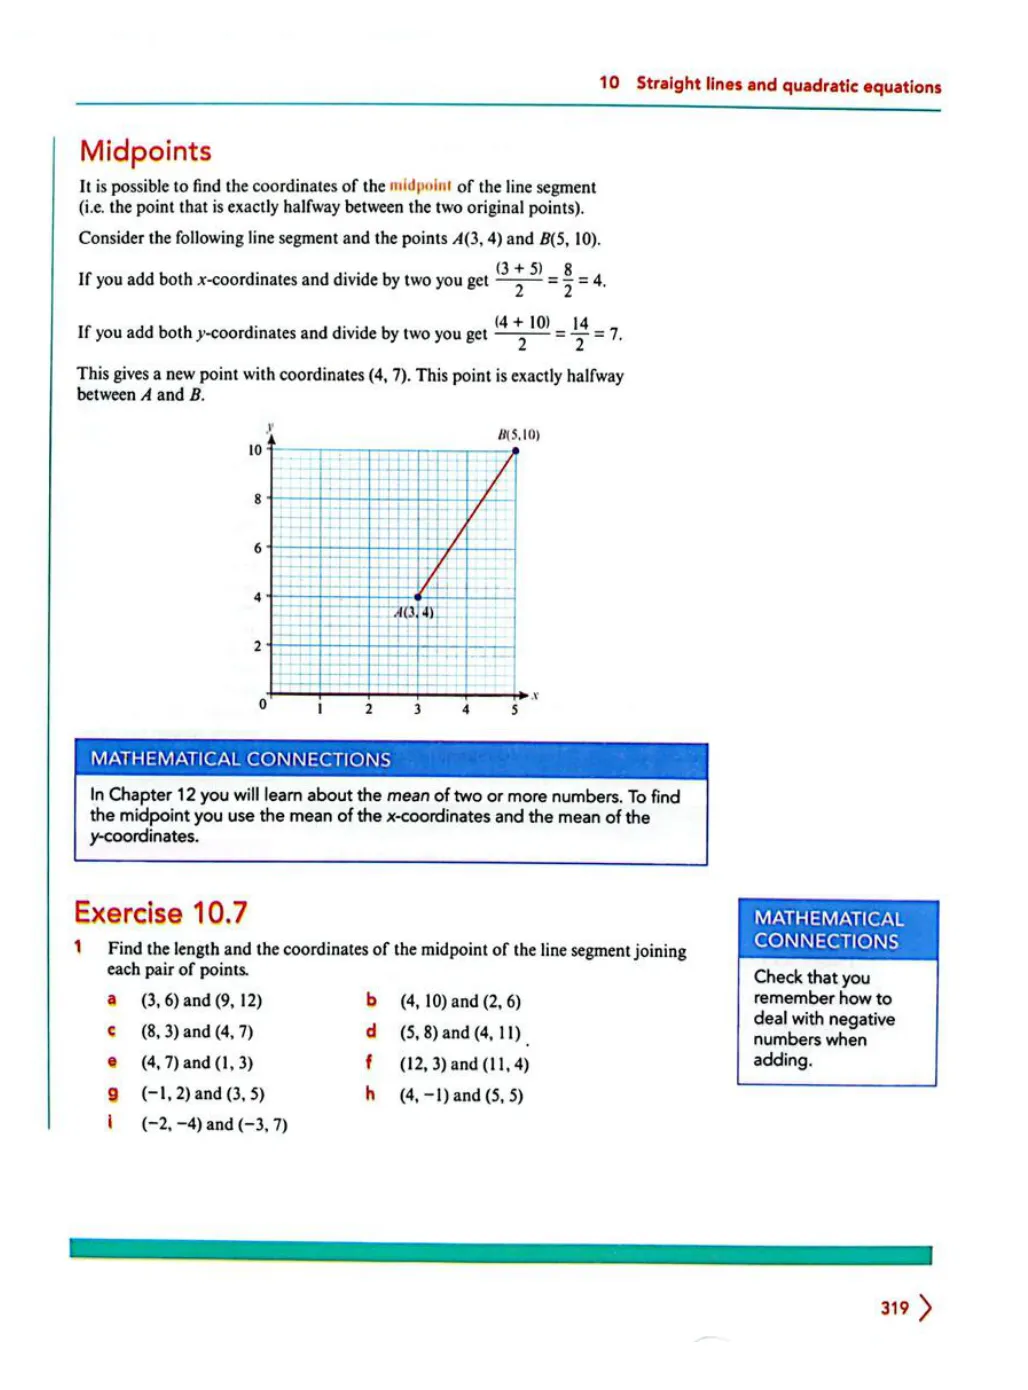 10 Straight lines and quadratic equations
Midpoints
It is possible to find the coordinates of the midpoint of the line segment
(i.e. the point that is exactly halfway between the two original points).
Consider the following line segment and the points A(3, 4) and B(5, 10).
If you add both x-coordinates and divide by two you get (3 + 5)/2 = 8/2 = 4.
If you add both y-coordinates and divide by two you get (4 + 10)/2 = 14/2 = 7.
This gives a new point with coordinates (4, 7). This point is exactly halfway
between A and B.
y
B(5,10)
10
8
6
4
A(3, 4)
2
0 1 2 3 4 5 x
MATHEMATICAL CONNECTIONS
In Chapter 12 you will learn about the mean of two or more numbers. To find
the midpoint you use the mean of the x-coordinates and the mean of the
y-coordinates.
Exercise 10.7
1 Find the length and the coordinates of the midpoint of the line segment joining
each pair of points.
a (3, 6) and (9, 12) b (4, 10) and (2, 6)
c (8, 3) and (4, 7) d (5, 8) and (4, 11)
e (4, 7) and (1, 3) f (12, 3) and (11, 4)
g (−1, 2) and (3, 5) h (4, −1) and (5, 5)
i (−2, −4) and (−3, 7)
MATHEMATICAL
CONNECTIONS
Check that you
remember how to
deal with negative
numbers when
adding.
319